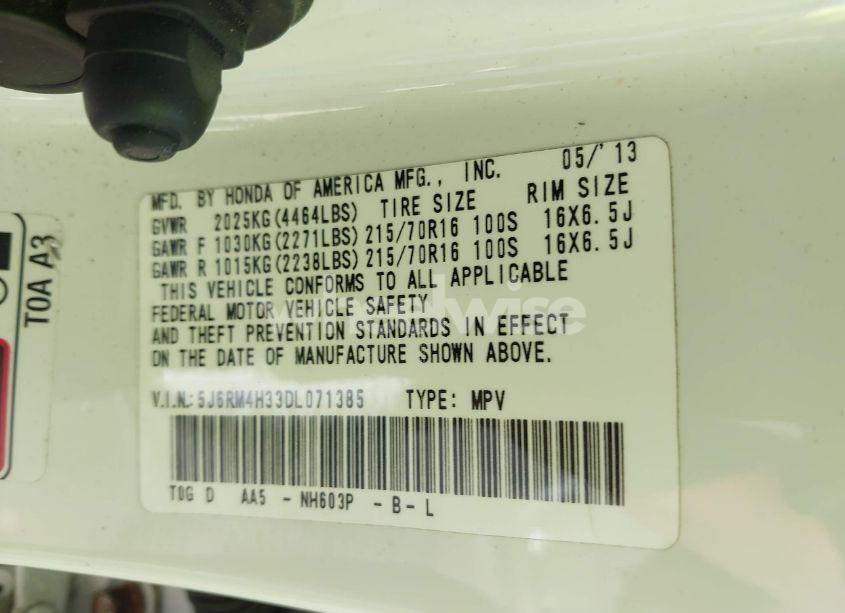 MFD. BY HONDA OF AMERICA MFG., INC. 05/'13
GVWR 2025KG(4464LBS) TIRE SIZE RIM SIZE
GAWR F 1030KG(2271LBS) 215/70R16 100S 16X6.5J
GAWR R 1015KG(2238LBS) 215/70R16 100S 16X6.5J
THIS VEHICLE CONFORMS TO ALL APPLICABLE
FEDERAL MOTOR VEHICLE SAFETY
AND THEFT PREVENTION STANDARDS IN EFFECT
ON THE DATE OF MANUFACTURE SHOWN ABOVE.
V.I.N.: 5J6RM4H33DL071385 TYPE: MPV
T0G D AA5 - NH603P - B - L
T0A A3